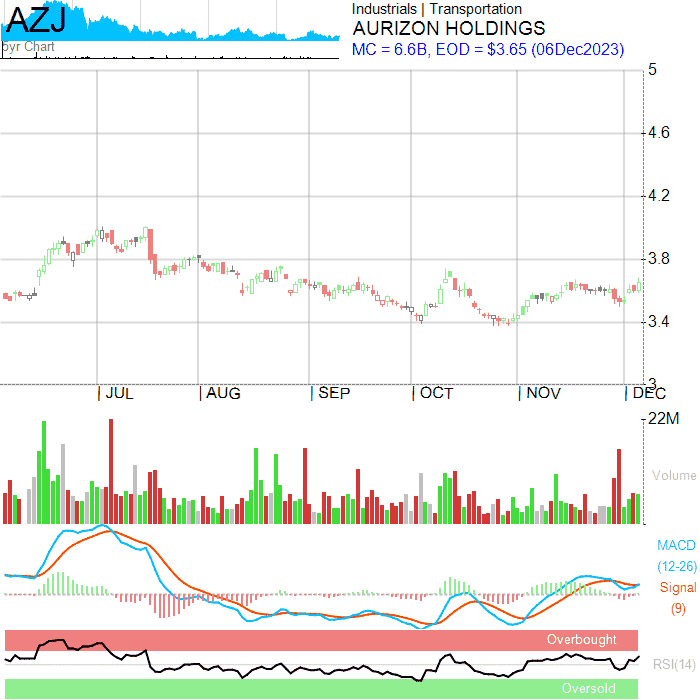 AZJ
5yr Chart
Industrials | Transportation
AURIZON HOLDINGS
MC = 6.6B, EOD = $3.65 (06Dec2023)
5
4.6
4.2
3.8
3.4
3
| JUL | AUG | SEP | OCT | NOV | DEC
22M
Volume
MACD
(12-26)
Signal
(9)
Overbought
RSI(14)
Oversold